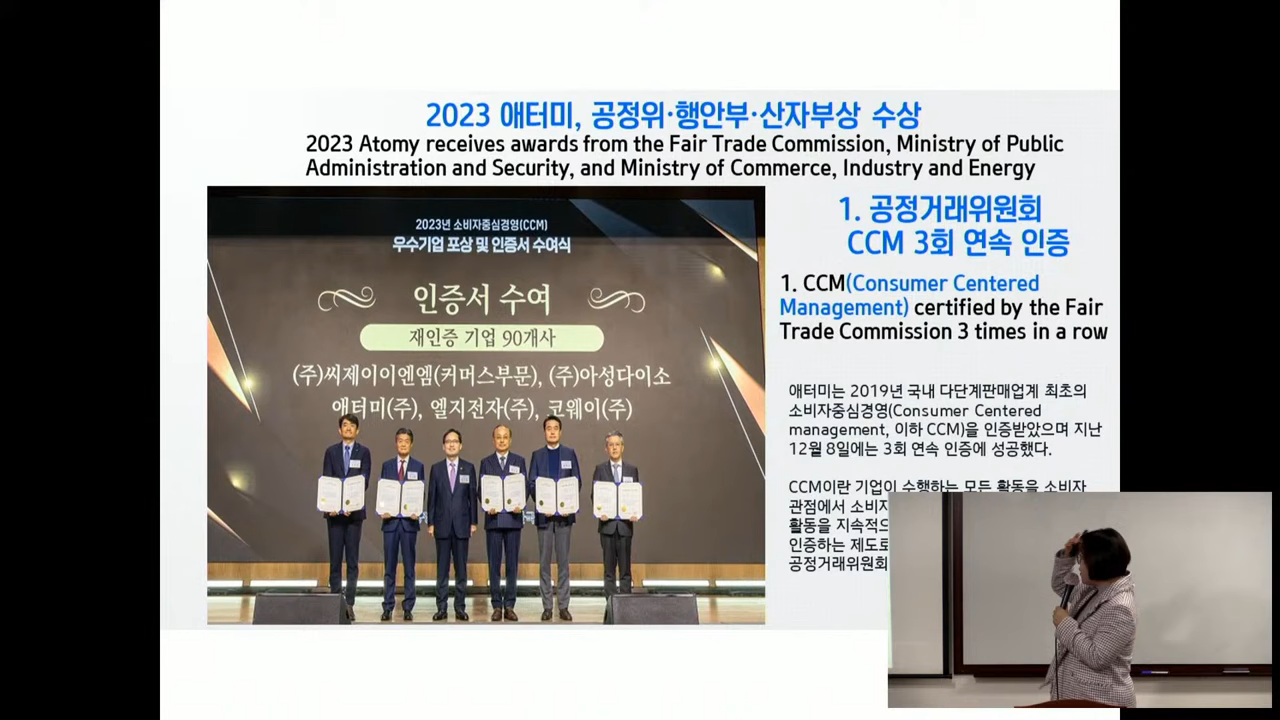 2023 애터미, 공정위·행안부·산자부상 수상
2023 Atomy receives awards from the Fair Trade Commission, Ministry of Public
Administration and Security, and Ministry of Commerce, Industry and Energy
2023년 소비자중심경영(CCM)
우수기업 포상 및 인증서 수여식
인증서 수여
재인증 기업 90개사
(주)씨제이이엔엠(커머스부문), (주)아성다이소
애터미(주), 엘지전자(주), 코웨이(주)
1. 공정거래위원회
CCM 3회 연속 인증
1. CCM(Consumer Centered
Management) certified by the Fair
Trade Commission 3 times in a row
애터미는 2019년 국내 다단계판매업계 최초의
소비자중심경영(Consumer Centered
management, 이하 CCM)을 인증받았으며 지난
12월 8일에는 3회 연속 인증에 성공했다.
CCM이란 기업이 수행하는 모든 활동을 소비자
관점에서 소비자
활동을 지속적으
인증하는 제도로
공정거래위원회